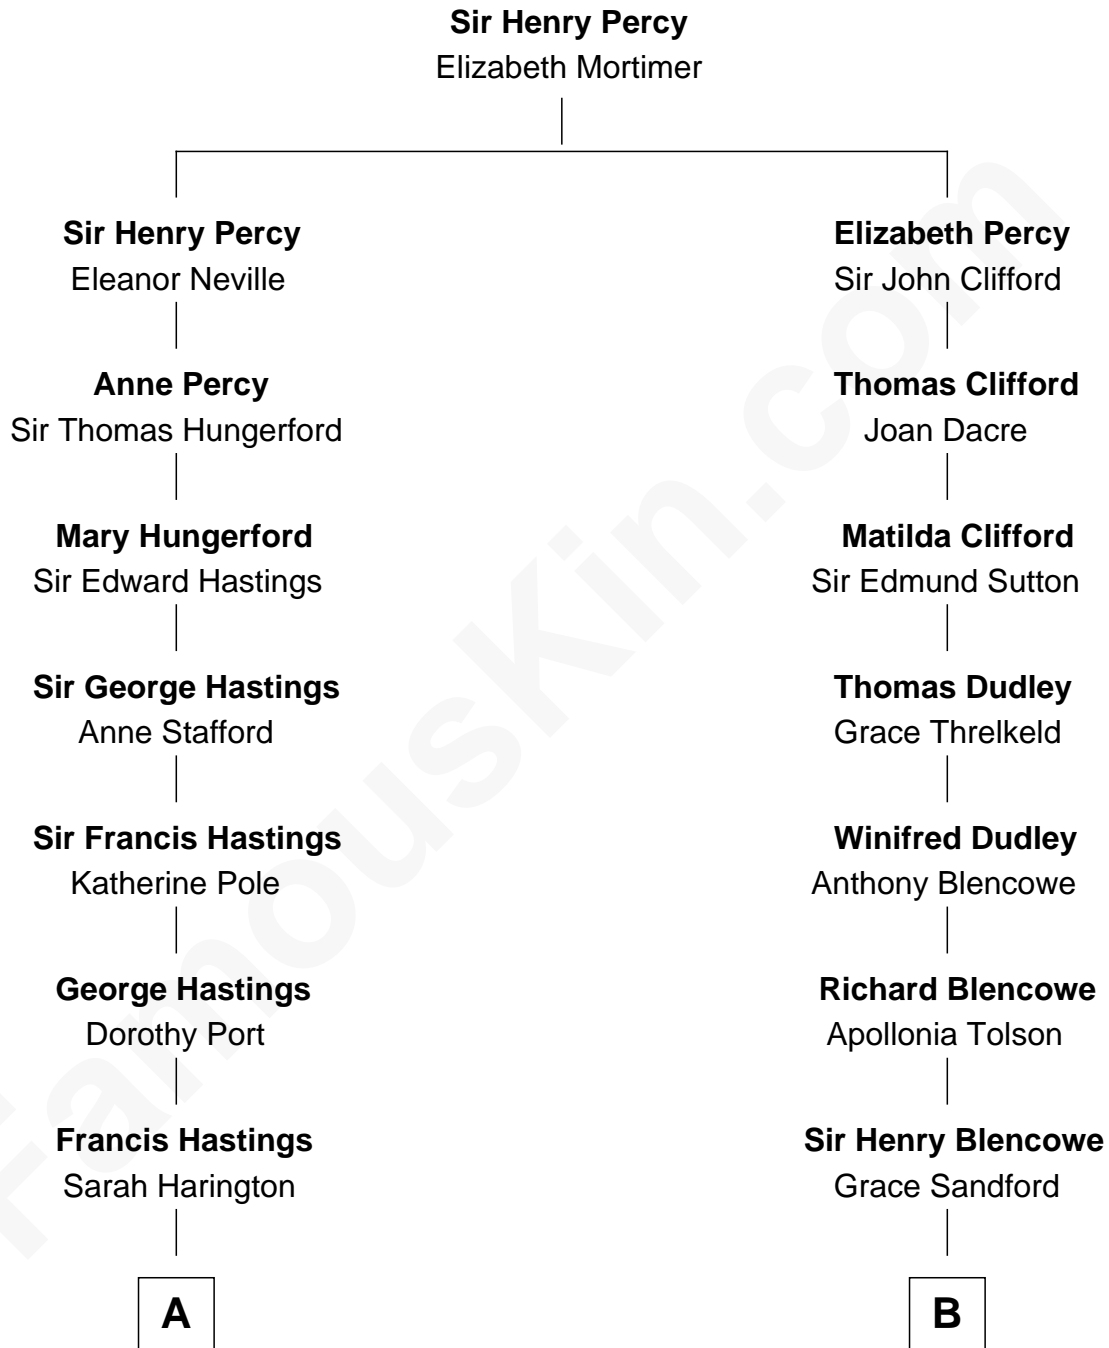 Sir Henry Percy
Elizabeth Mortimer
Sir Henry Percy
Eleanor Neville
Anne Percy
Sir Thomas Hungerford
Mary Hungerford
Sir Edward Hastings
Sir George Hastings
Anne Stafford
Sir Francis Hastings
Katherine Pole
George Hastings
Dorothy Port
Francis Hastings
Sarah Harington
A
Elizabeth Percy
Sir John Clifford
Thomas Clifford
Joan Dacre
Matilda Clifford
Sir Edmund Sutton
Thomas Dudley
Grace Threlkeld
Winifred Dudley
Anthony Blencowe
Richard Blencowe
Apollonia Tolson
Sir Henry Blencowe
Grace Sandford
B
FamousKin.com